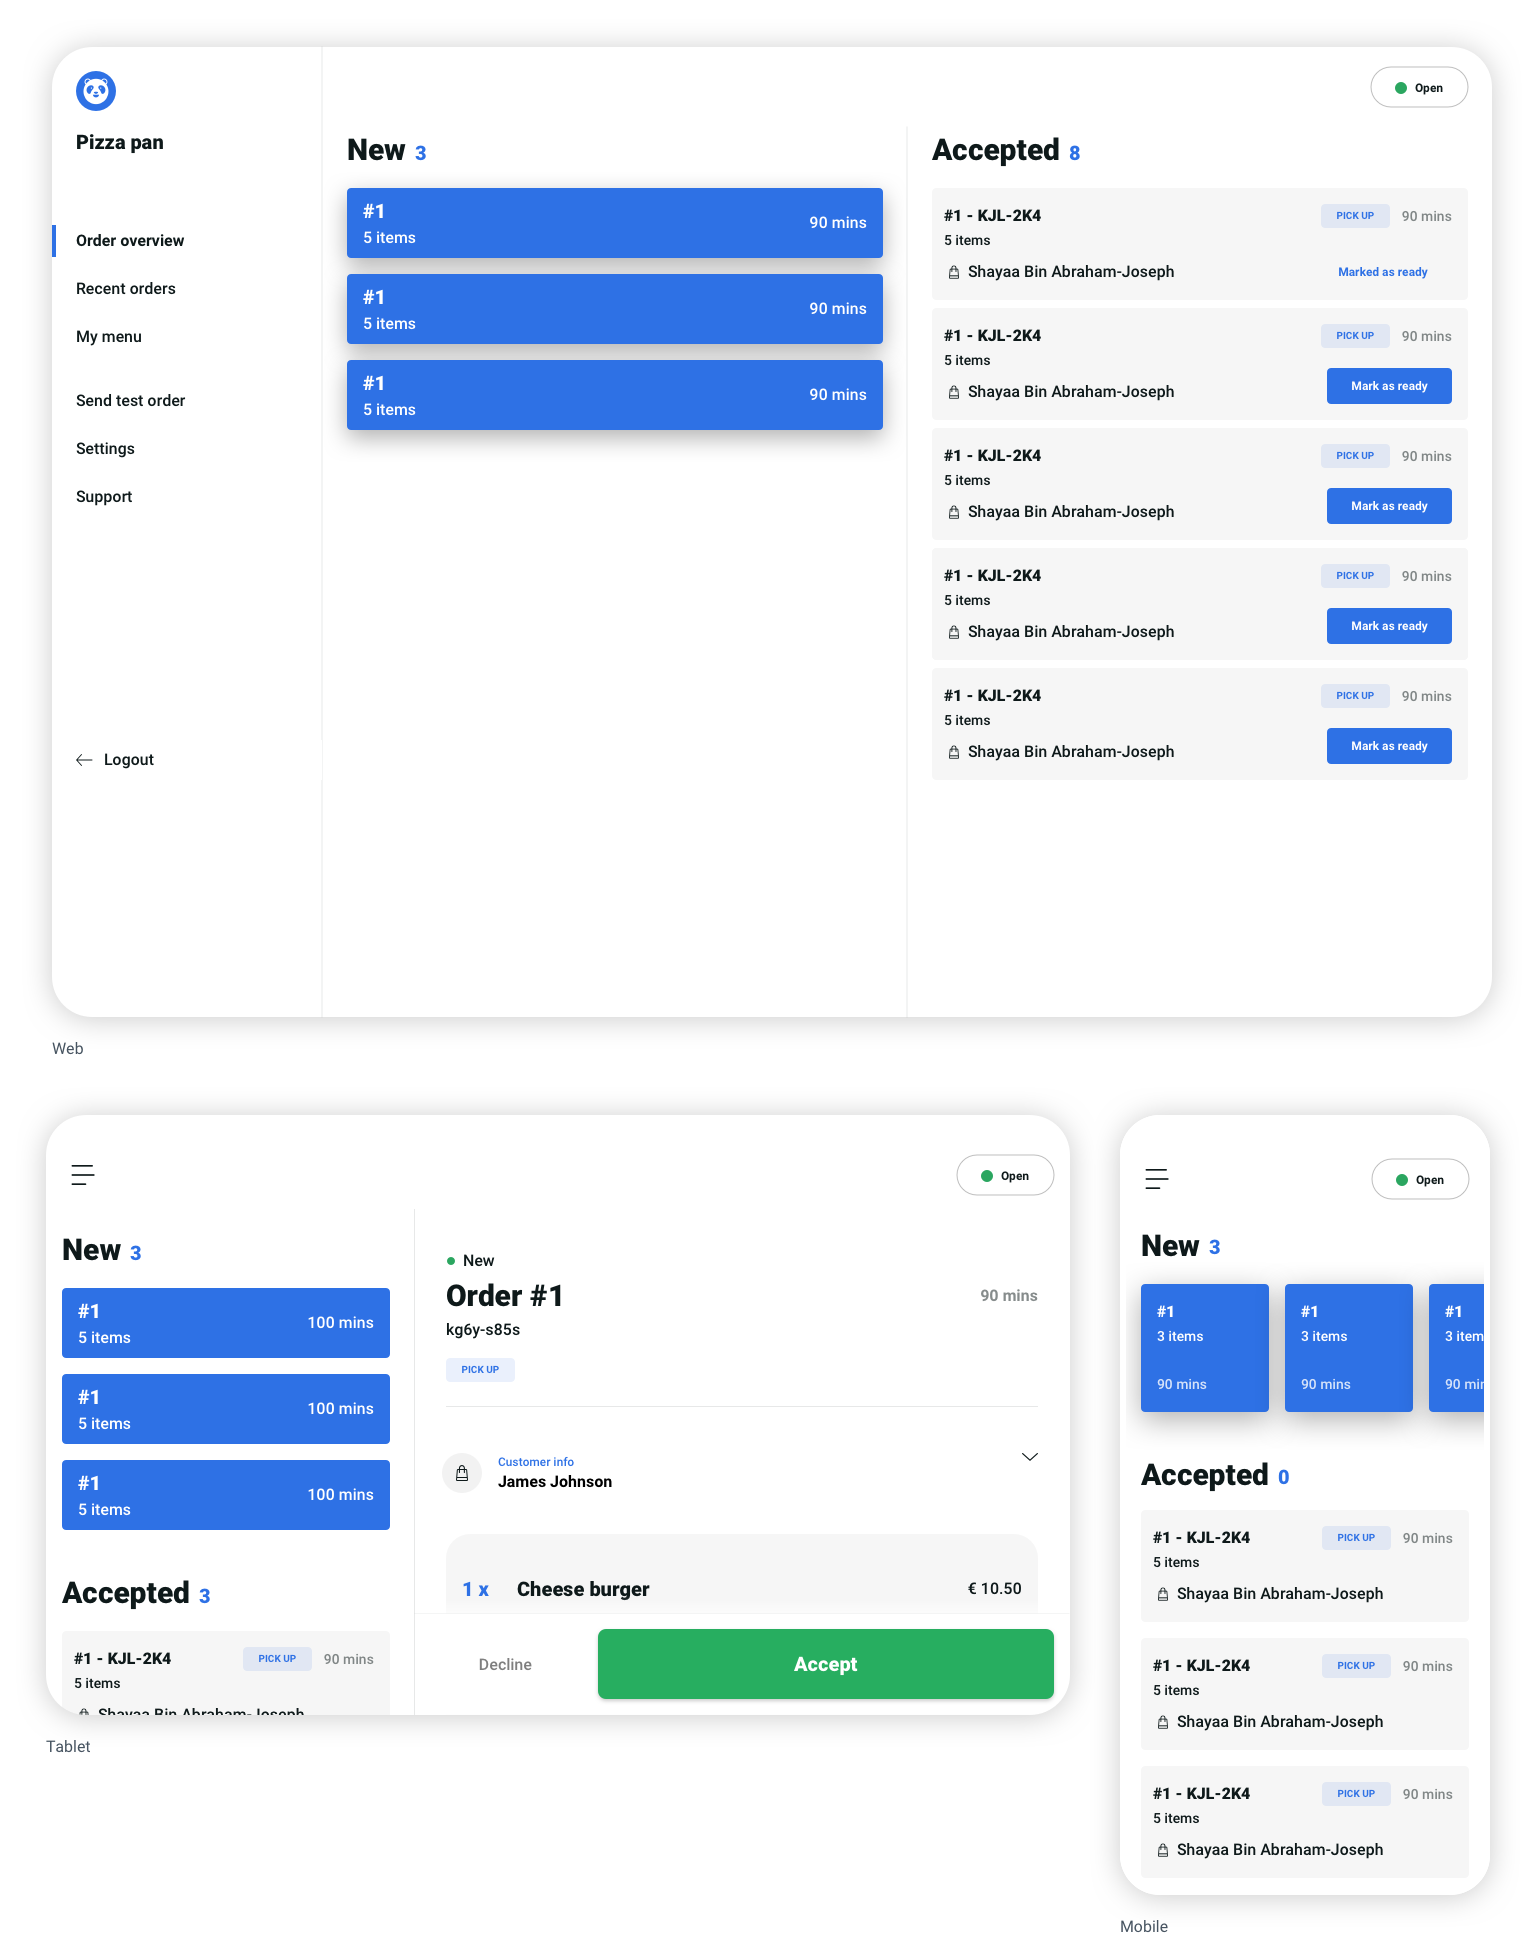 Open
Pizza pan
Order overview
Recent orders
My menu
Send test order
Settings
Support
Logout
New 3
#1
5 items
90 mins
#1
5 items
90 mins
#1
5 items
90 mins
Accepted 8
#1 - KJL-2K4 PICK UP 90 mins
5 items
Shayaa Bin Abraham-Joseph Marked as ready
#1 - KJL-2K4 PICK UP 90 mins
5 items
Shayaa Bin Abraham-Joseph Mark as ready
#1 - KJL-2K4 PICK UP 90 mins
5 items
Shayaa Bin Abraham-Joseph Mark as ready
#1 - KJL-2K4 PICK UP 90 mins
5 items
Shayaa Bin Abraham-Joseph Mark as ready
#1 - KJL-2K4 PICK UP 90 mins
5 items
Shayaa Bin Abraham-Joseph Mark as ready
Web
Open
New 3
#1
5 items
100 mins
#1
5 items
100 mins
#1
5 items
100 mins
Accepted 3
#1 - KJL-2K4 PICK UP 90 mins
5 items
Shayaa Bin Abraham-Joseph
New
Order #1 90 mins
kg6y-s85s
PICK UP
Customer info
James Johnson
1 x Cheese burger € 10.50
Decline Accept
Tablet
Open
New 3
#1
3 items
90 mins
#1
3 items
90 mins
#1
3 item
90 min
Accepted 0
#1 - KJL-2K4 PICK UP 90 mins
5 items
Shayaa Bin Abraham-Joseph
#1 - KJL-2K4 PICK UP 90 mins
5 items
Shayaa Bin Abraham-Joseph
#1 - KJL-2K4 PICK UP 90 mins
5 items
Shayaa Bin Abraham-Joseph
Mobile